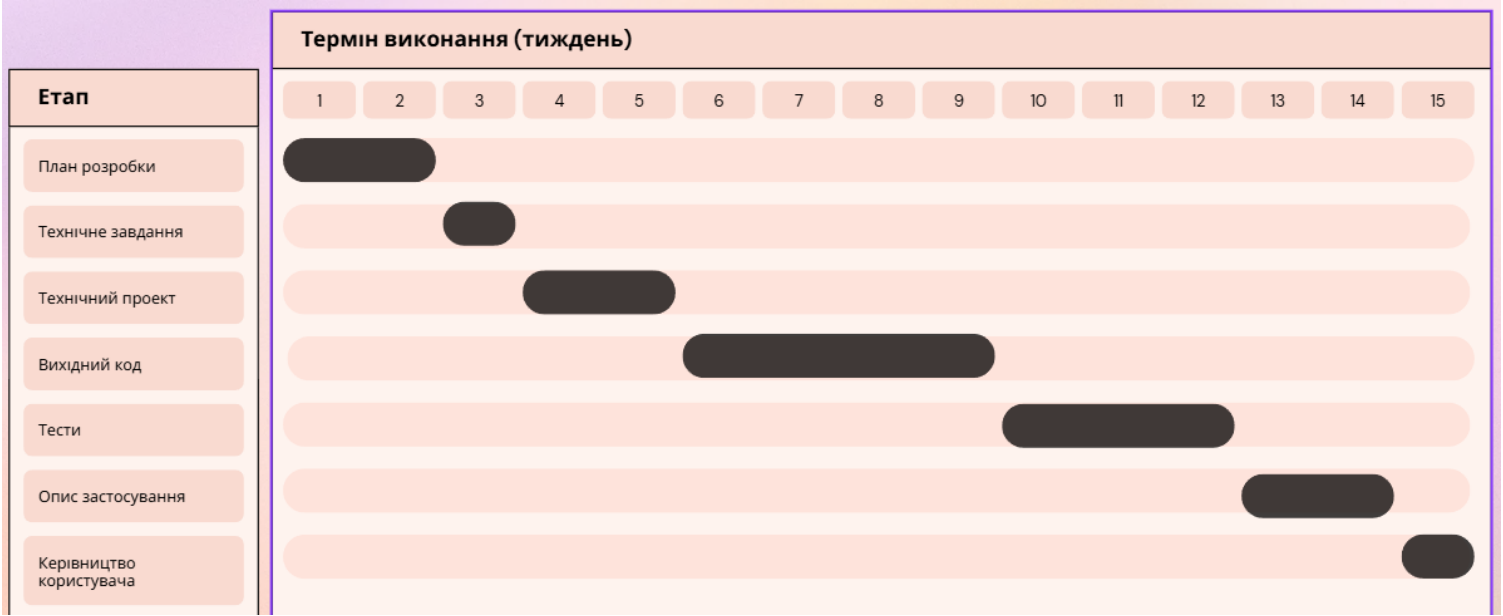 Термін виконання (тиждень)
Етап
1 2 3 4 5 6 7 8 9 10 11 12 13 14 15
План розробки
Технічне завдання
Технічний проект
Вихідний код
Тести
Опис застосування
Керівництво
користувача